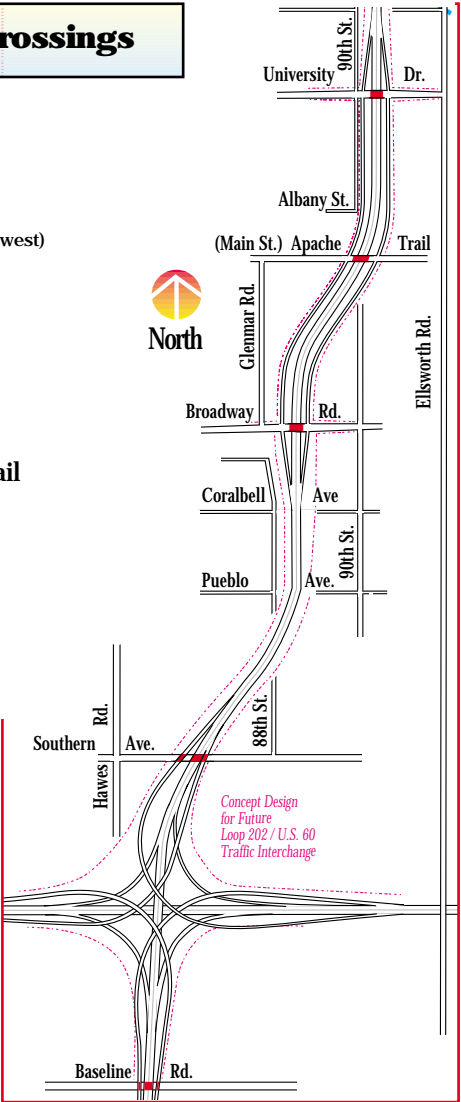 rossings
90th St.
University Dr.
Albany St.
west)
(Main St.) Apache Trail
North
Glenmar Rd.
Ellsworth Rd.
Broadway Rd.
ail
Coralbell Ave
90th St.
Pueblo Ave.
88th St.
Hawes Rd.
Southern Ave.
Concept Design
for Future
Loop 202 / U.S. 60
Traffic Interchange
Baseline Rd.